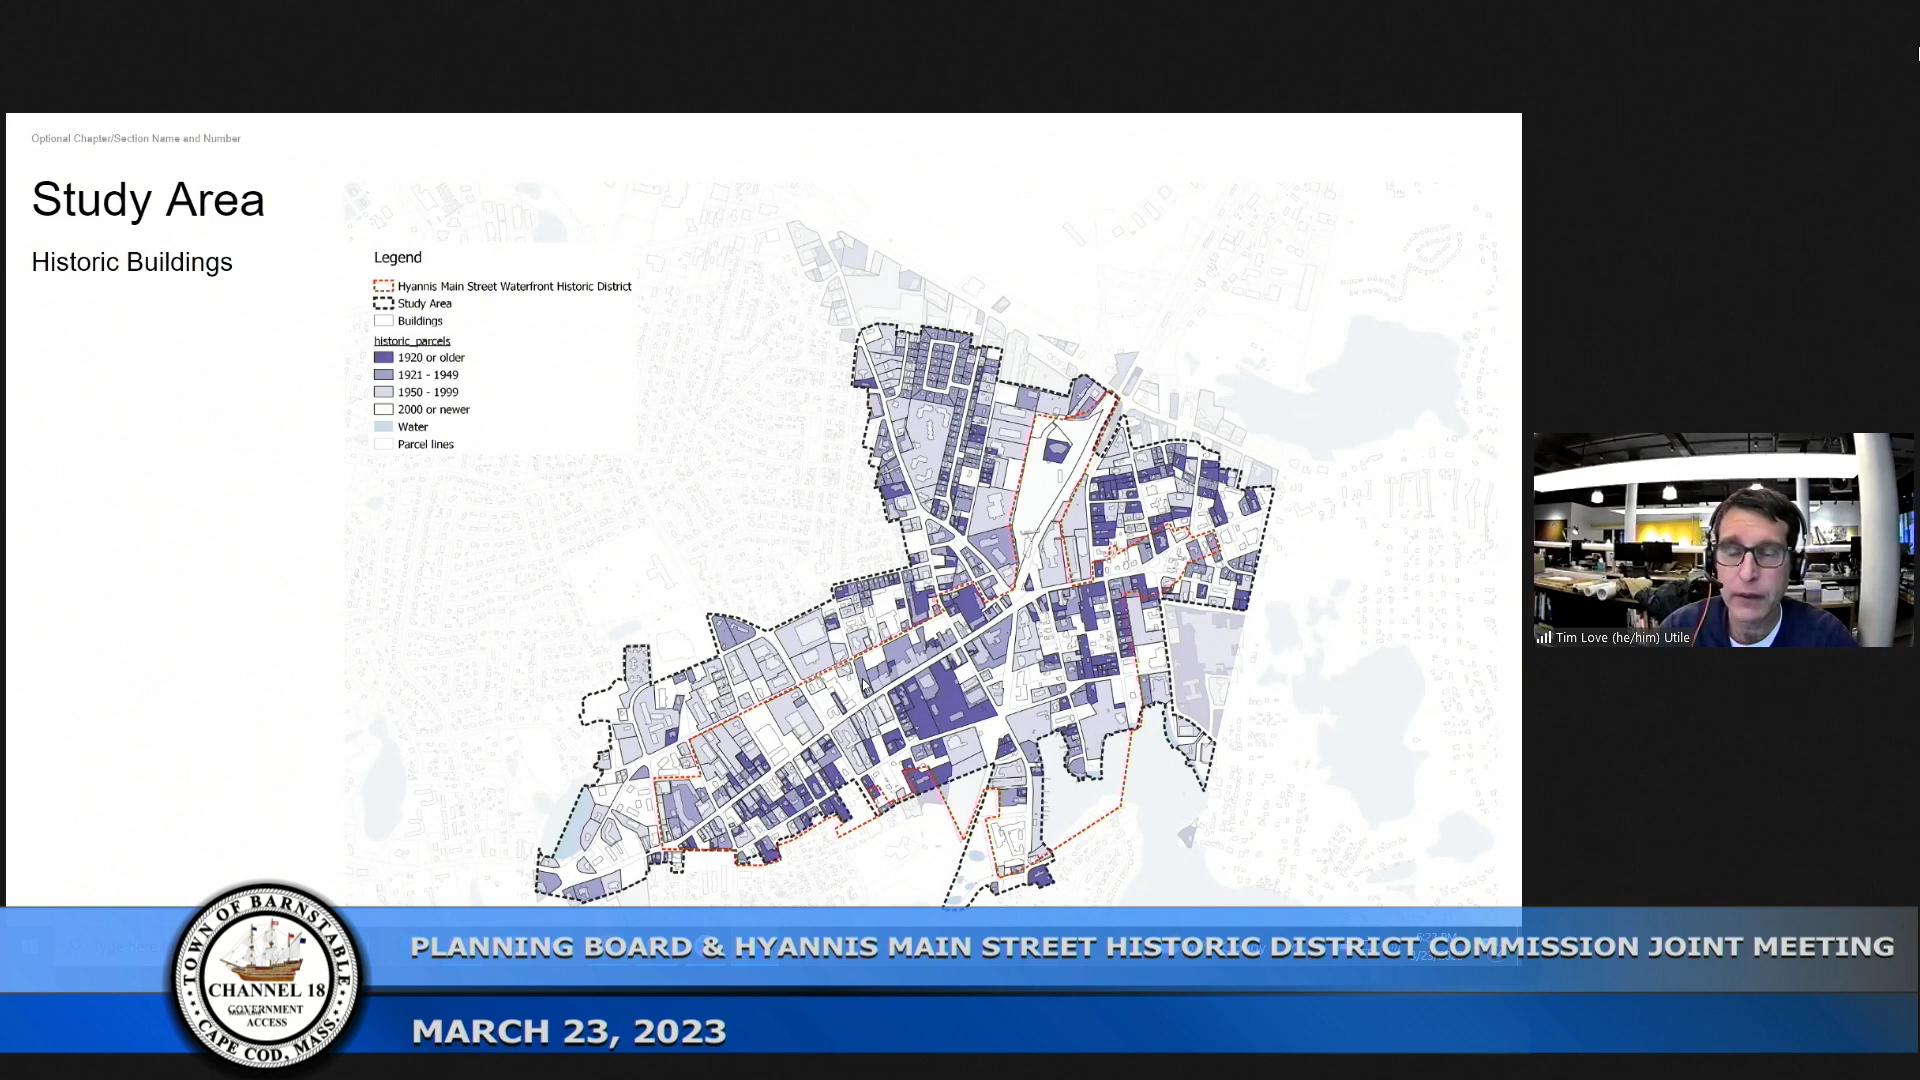 Optional Chapter/Section Name and Number
Study Area
Historic Buildings
Legend
Hyannis Main Street Waterfront Historic District
Study Area
Buildings
historic_parcels
1920 or older
1921 - 1949
1950 - 1999
2000 or newer
Water
Parcel lines
Tim Love (he/him) Utile
PLANNING BOARD & HYANNIS MAIN STREET HISTORIC DISTRICT COMMISSION JOINT MEETING
MARCH 23, 2023
TOWN OF BARNSTABLE
CHANNEL 18
GOVERNMENT
ACCESS
CAPE COD, MASS.